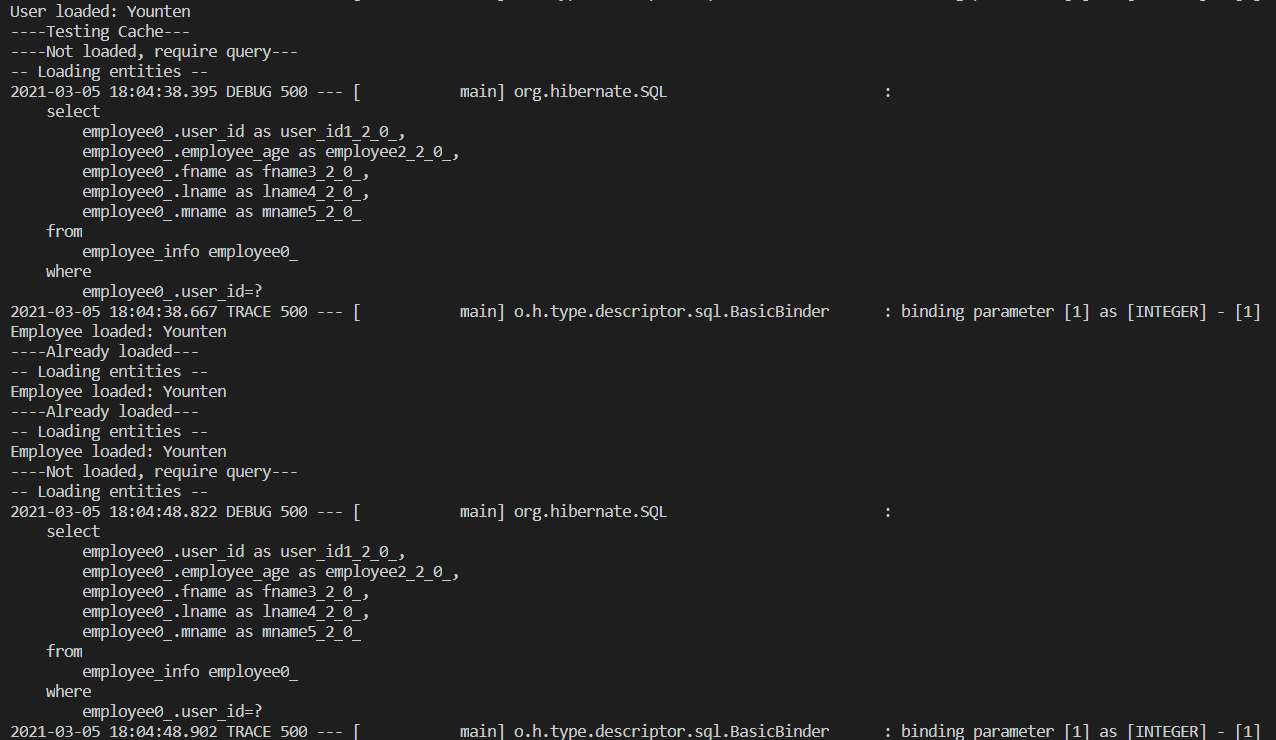 User loaded: Younten
----Testing Cache---
----Not loaded, require query---
-- Loading entities --
2021-03-05 18:04:38.395 DEBUG 500 --- [           main] org.hibernate.SQL                        :
    select
        employee0_.user_id as user_id1_2_0_,
        employee0_.employee_age as employee2_2_0_,
        employee0_.fname as fname3_2_0_,
        employee0_.lname as lname4_2_0_,
        employee0_.mname as mname5_2_0_
    from
        employee_info employee0_
    where
        employee0_.user_id=?
2021-03-05 18:04:38.667 TRACE 500 --- [           main] o.h.type.descriptor.sql.BasicBinder      : binding parameter [1] as [INTEGER] - [1]
Employee loaded: Younten
----Already loaded---
-- Loading entities --
Employee loaded: Younten
----Already loaded---
-- Loading entities --
Employee loaded: Younten
----Not loaded, require query---
-- Loading entities --
2021-03-05 18:04:48.822 DEBUG 500 --- [           main] org.hibernate.SQL                        :
    select
        employee0_.user_id as user_id1_2_0_,
        employee0_.employee_age as employee2_2_0_,
        employee0_.fname as fname3_2_0_,
        employee0_.lname as lname4_2_0_,
        employee0_.mname as mname5_2_0_
    from
        employee_info employee0_
    where
        employee0_.user_id=?
2021-03-05 18:04:48.902 TRACE 500 --- [           main] o.h.type.descriptor.sql.BasicBinder      : binding parameter [1] as [INTEGER] - [1]